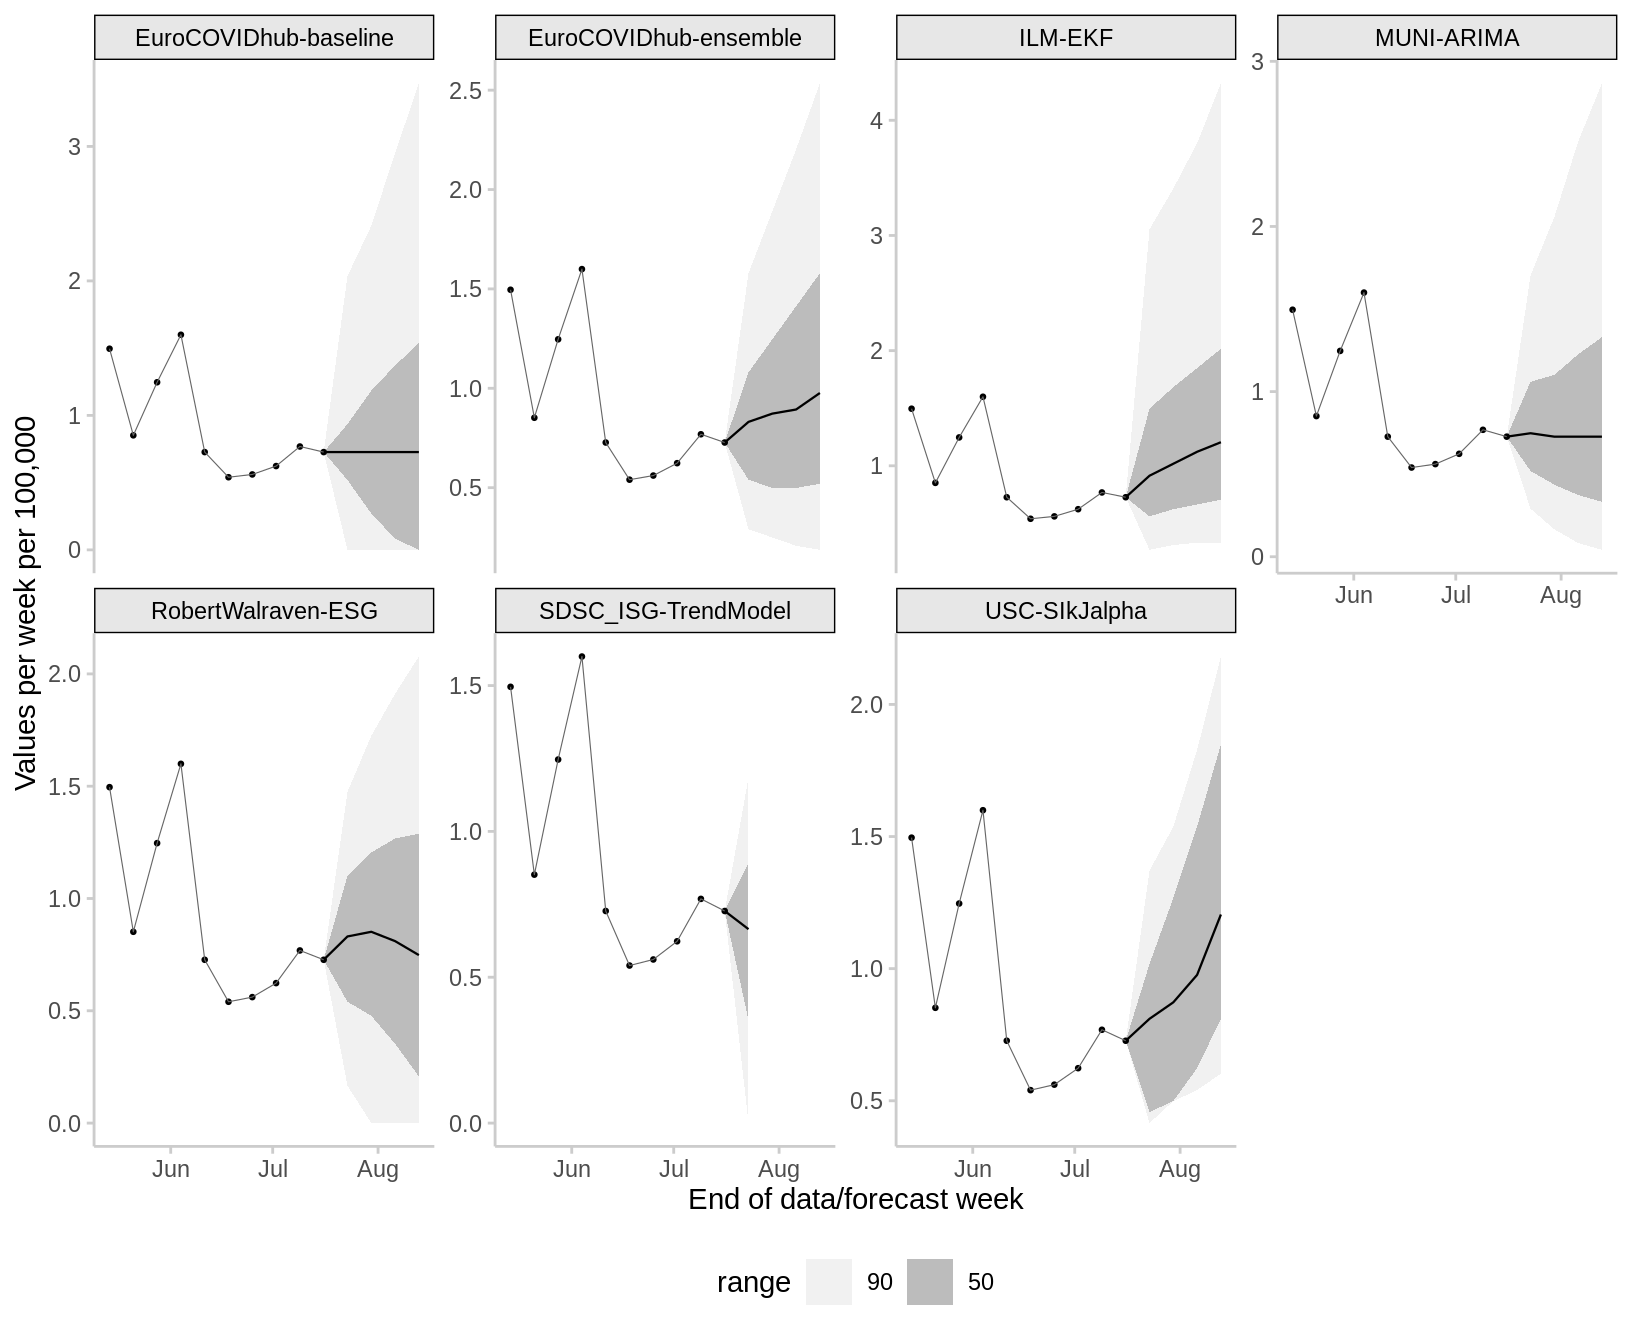 EuroCOVIDhub-baseline
EuroCOVIDhub-ensemble
ILM-EKF
MUNI-ARIMA
3
2
1
0
2.5
2.0
1.5
1.0
0.5
4
3
2
1
3
2
1
0
Jun Jul Aug
RobertWalraven-ESG
SDSC_ISG-TrendModel
USC-SIkJalpha
2.0
1.5
1.0
0.5
0.0
1.5
1.0
0.5
0.0
2.0
1.5
1.0
0.5
Jun Jul Aug
Jun Jul Aug
Jun Jul Aug
Values per week per 100,000
End of data/forecast week
range 90 50